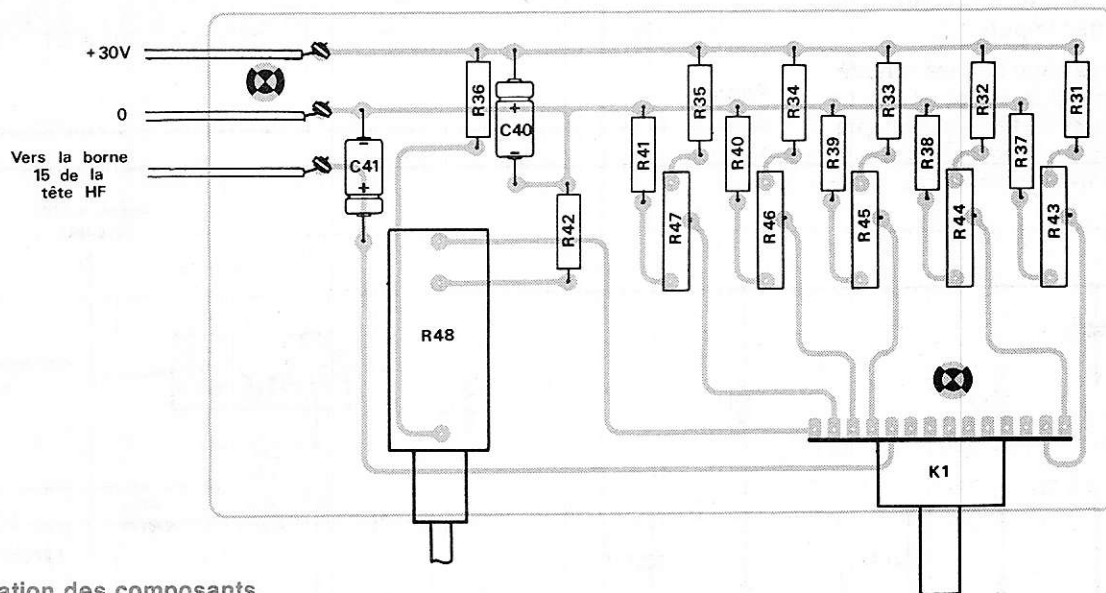 +30V
0
Vers la borne
15 de la
tête HF
R36
C40
+
−
C41
+
R42
R35
R34
R33
R32
R31
R41
R40
R39
R38
R37
R47
R46
R45
R44
R43
R48
K1
ation des composants